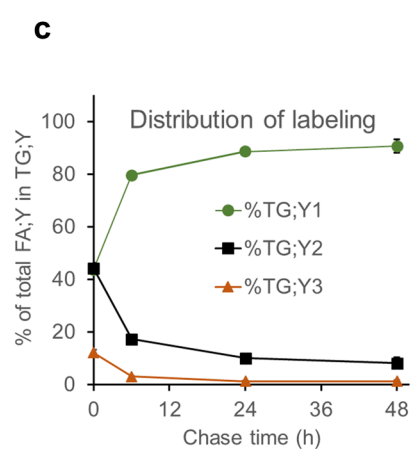 c
Distribution of labeling
% of total FA;Y in TG;Y
100
80
60
40
20
0
%TG;Y1
%TG;Y2
%TG;Y3
0 12 24 36 48
Chase time (h)